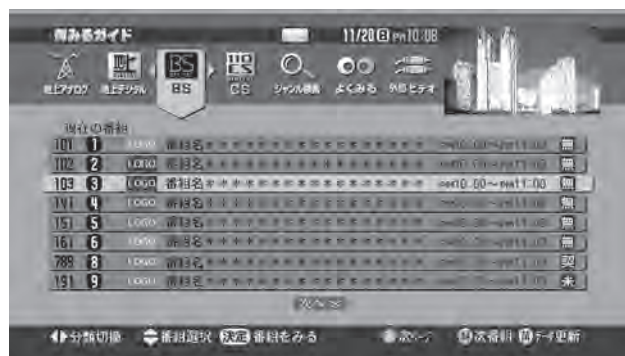 何みるガイド 11/20日 PM10:08
地上アナログ 地上デジタル BS CS ジャンル検索 よくみる 外部ビデオ
現在の番組
101 1 LOGO 番組名************** 無
102 2 LOGO 番組名************** 無
103 3 LOGO 番組名************** PM10:00~PM11:00 無
141 4 LOGO 番組名************** 無
151 5 LOGO 番組名************** 無
161 6 LOGO 番組名************** 無
789 8 LOGO 番組名************** 契
191 9 LOGO 番組名************** 未
次へ
分類切換 番組選択 決定 番組をみる 次ページ 次番組 データ更新